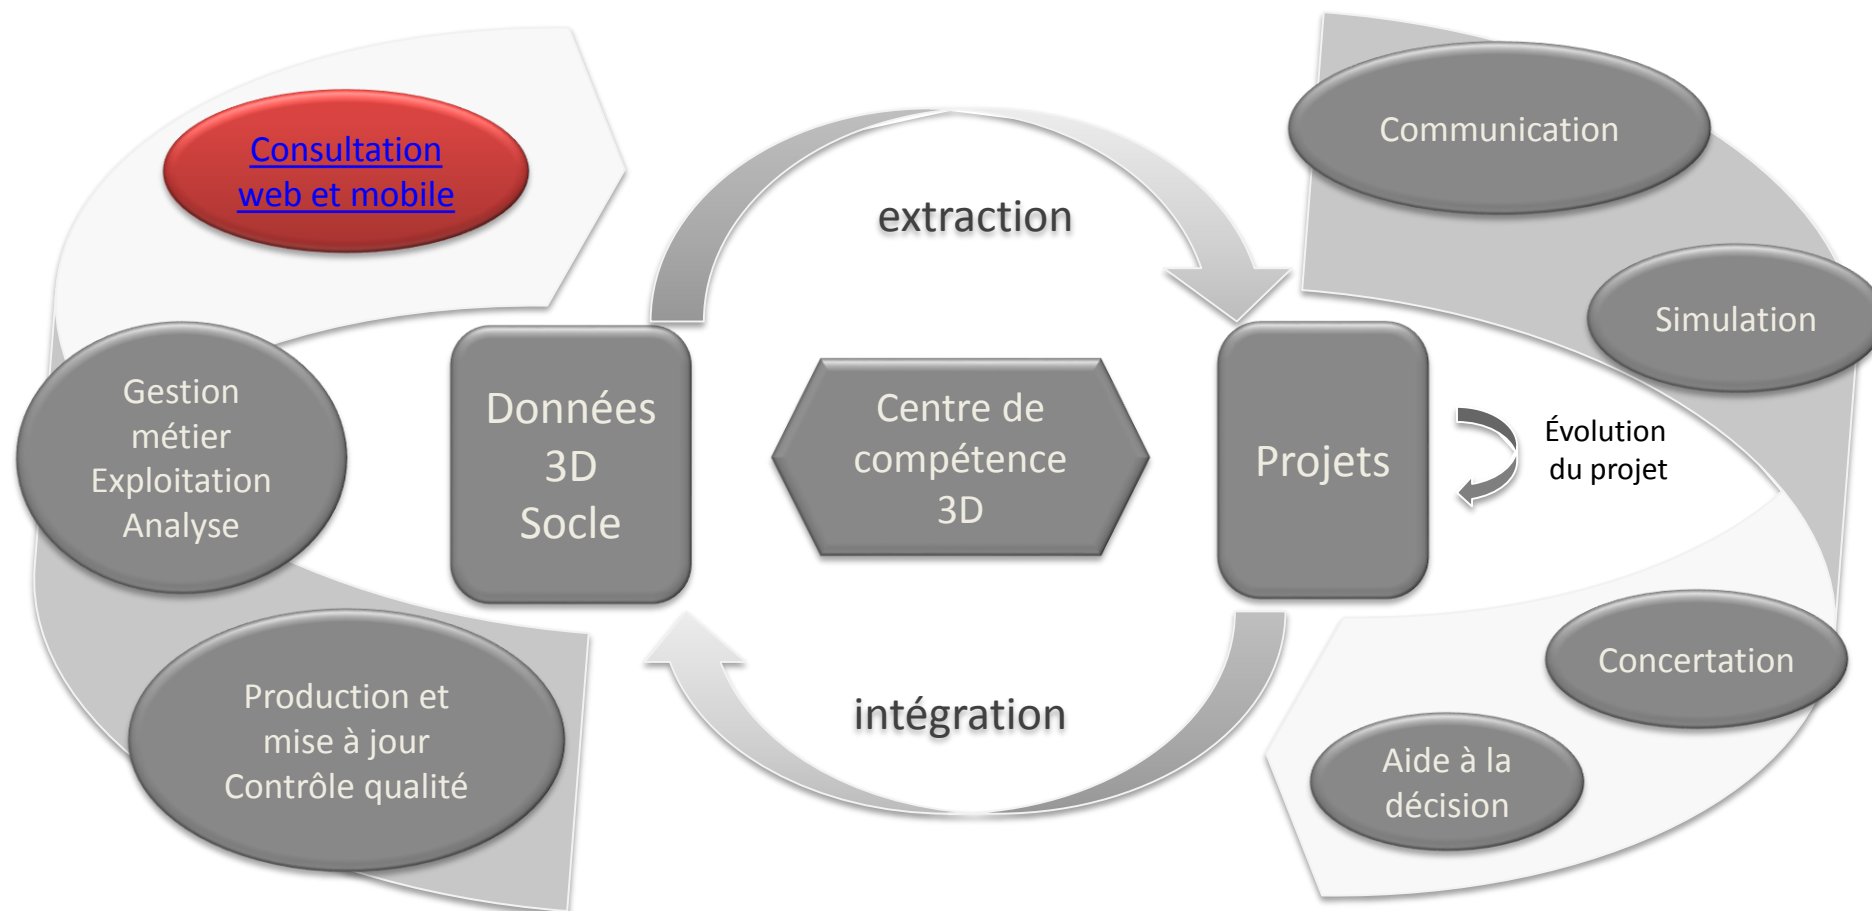 Consultation
web et mobile
Gestion
métier
Exploitation
Analyse
Production et
mise à jour
Contrôle qualité
Données
3D
Socle
extraction
Centre de
compétence
3D
intégration
Projets
Évolution
du projet
Communication
Simulation
Concertation
Aide à la
décision